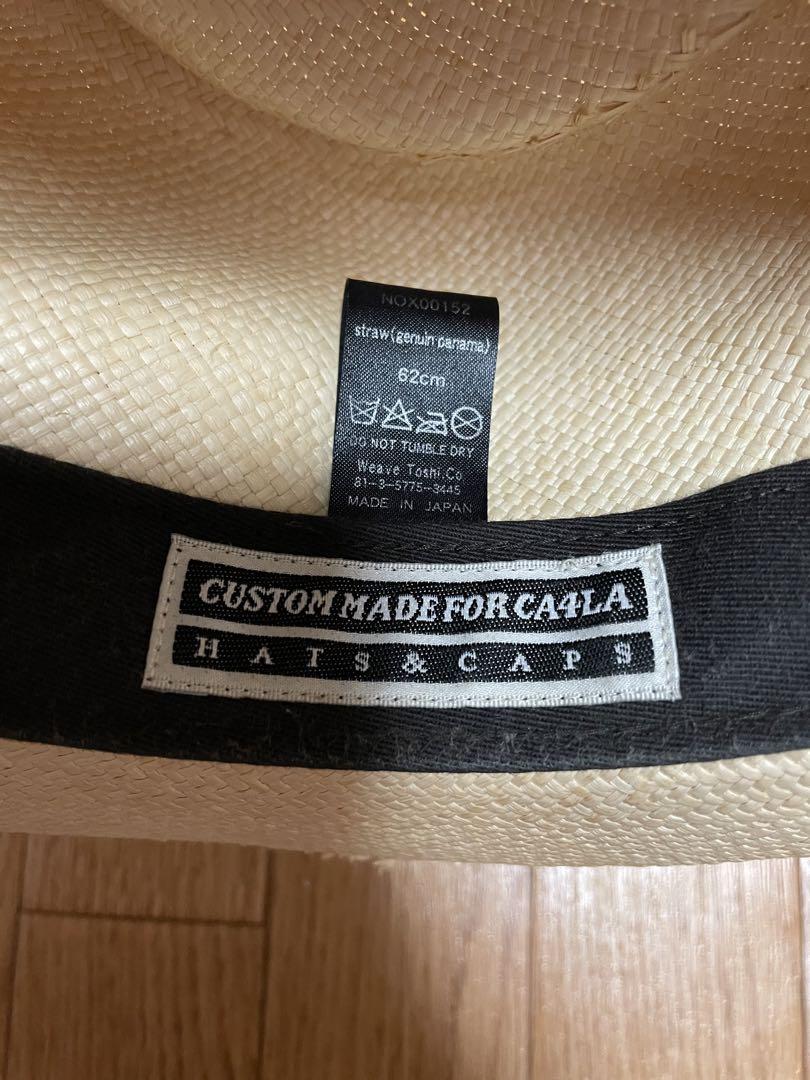 NOX00152
straw(genuin panama)
62cm
DO NOT TUMBLE DRY
Weave Toshi.Co
81-3-5775-3445
MADE IN JAPAN
CUSTOM MADE FOR CA4LA
HATS & CAPS